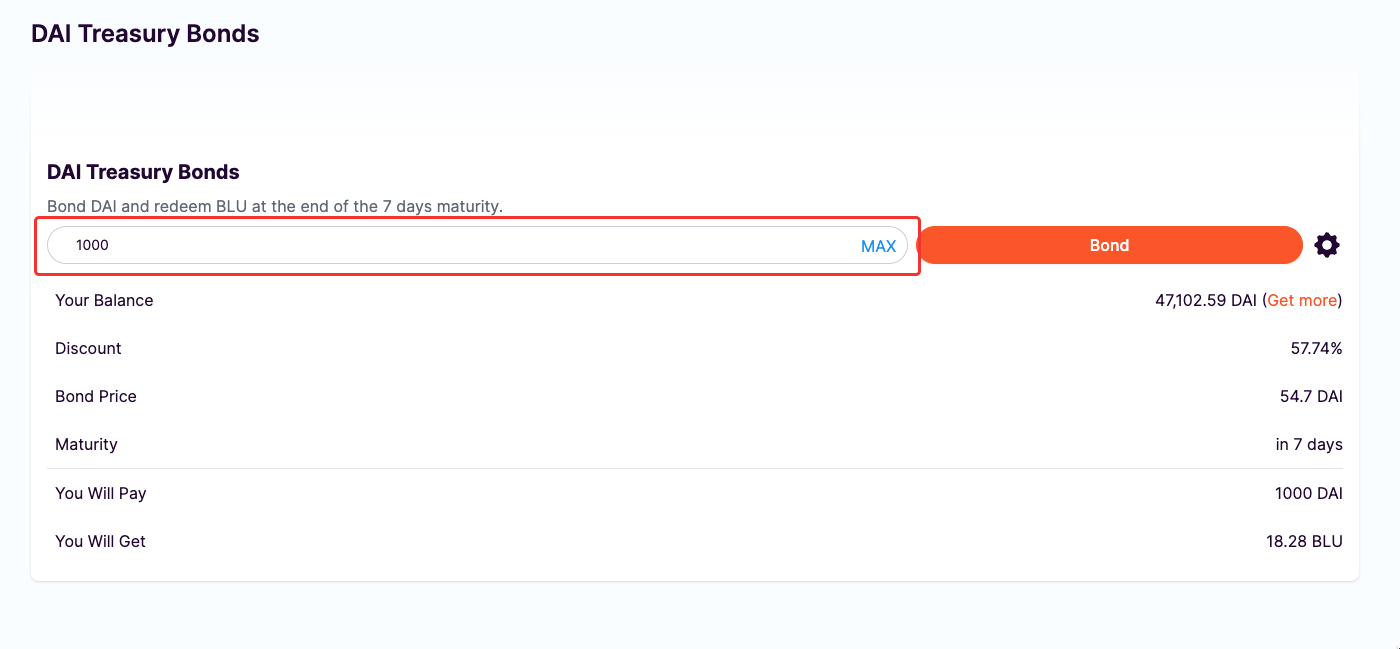 DAI Treasury Bonds
DAI Treasury Bonds
Bond DAI and redeem BLU at the end of the 7 days maturity.
1000 MAX Bond
Your Balance 47,102.59 DAI (Get more)
Discount 57.74%
Bond Price 54.7 DAI
Maturity in 7 days
You Will Pay 1000 DAI
You Will Get 18.28 BLU